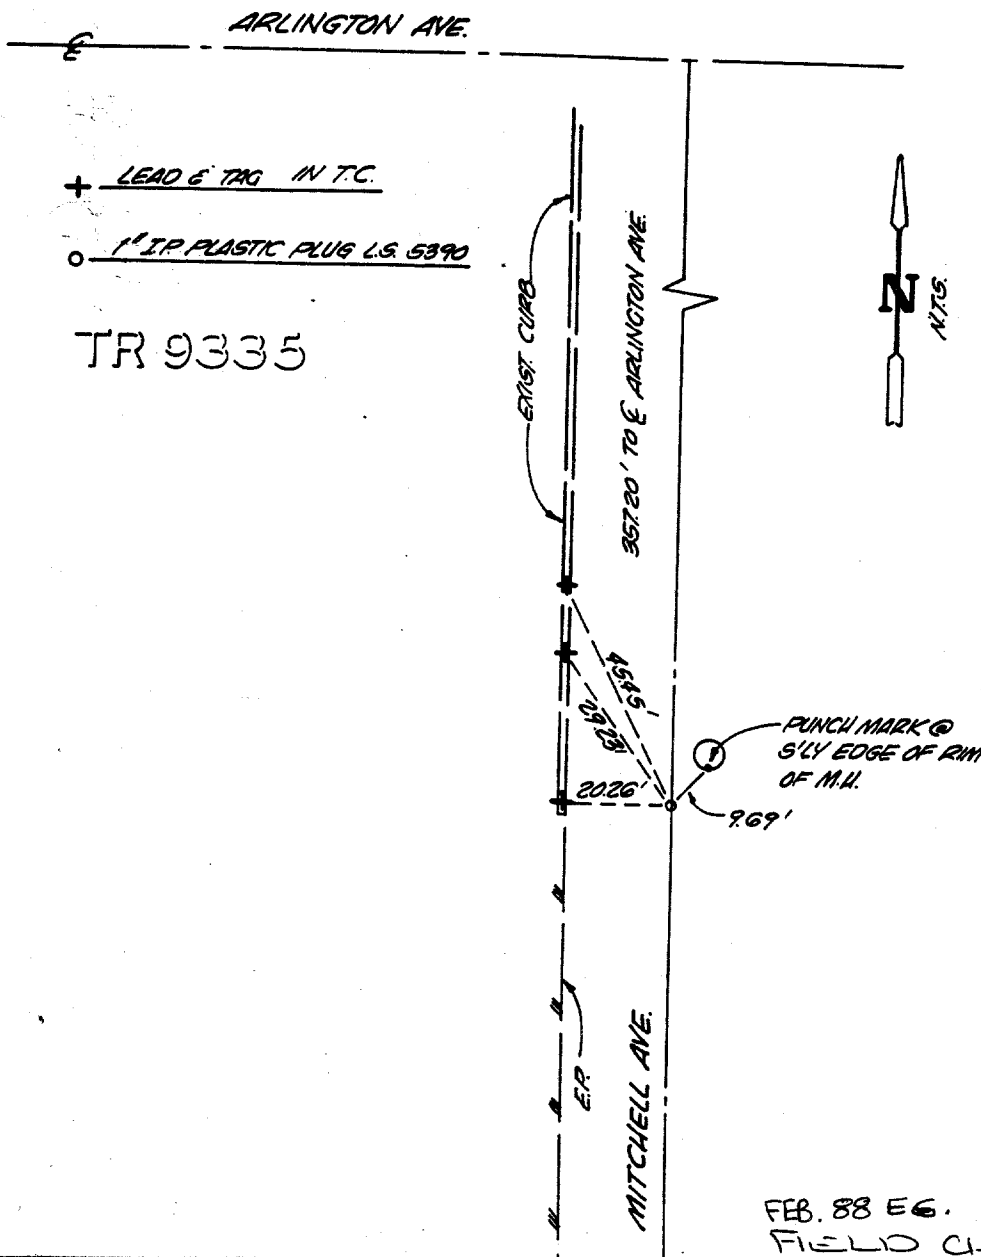 ARLINGTON AVE.
℄
+ LEAD & TAG IN T.C.
1" I.P. PLASTIC PLUG L.S. 5390
TR 9335
EXIST. CURB
357.20' TO ℄ ARLINGTON AVE.
N
N.T.S.
45.45'
20.26'
PUNCH MARK @
S'LY EDGE OF RIM
OF M.H.
9.69'
E.P.
MITCHELL AVE.
FEB. 88 EG.
FIELD